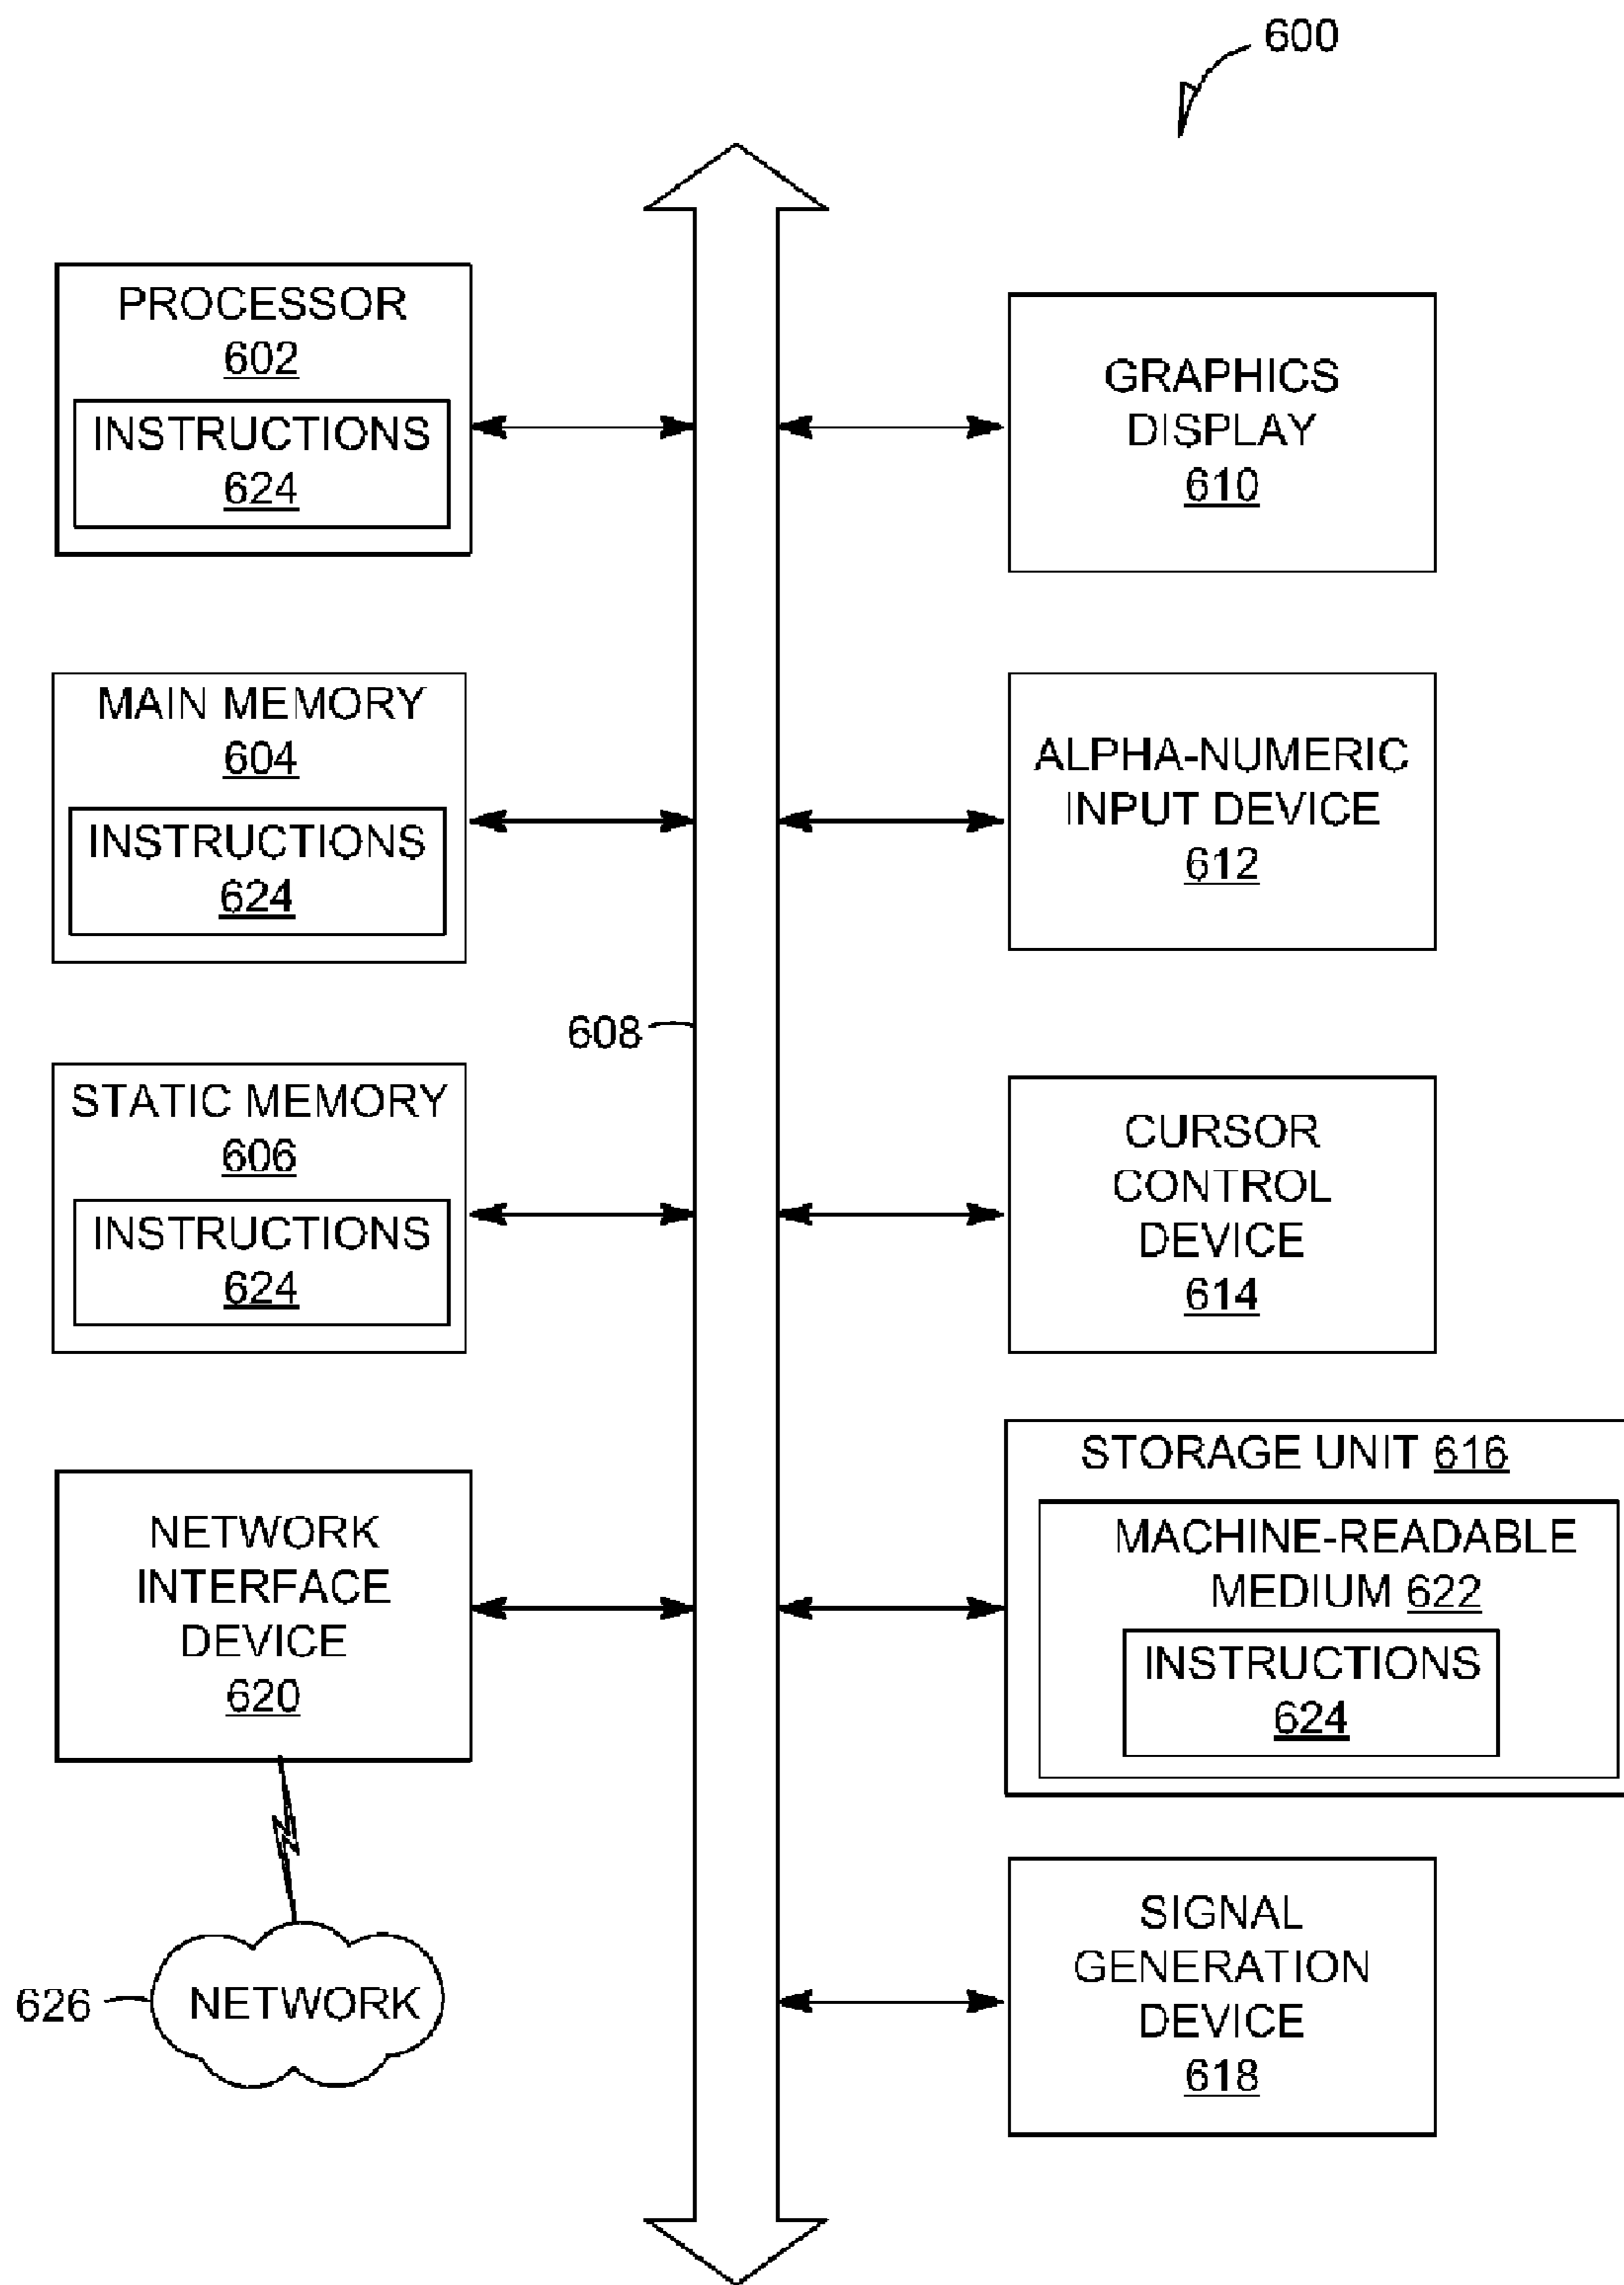 600
PROCESSOR
602
INSTRUCTIONS
624
GRAPHICS
DISPLAY
610
MAIN MEMORY
604
INSTRUCTIONS
624
ALPHA-NUMERIC
INPUT DEVICE
612
608
STATIC MEMORY
606
INSTRUCTIONS
624
CURSOR
CONTROL
DEVICE
614
NETWORK
INTERFACE
DEVICE
620
STORAGE UNIT 616
MACHINE-READABLE
MEDIUM 622
INSTRUCTIONS
624
626
NETWORK
SIGNAL
GENERATION
DEVICE
618